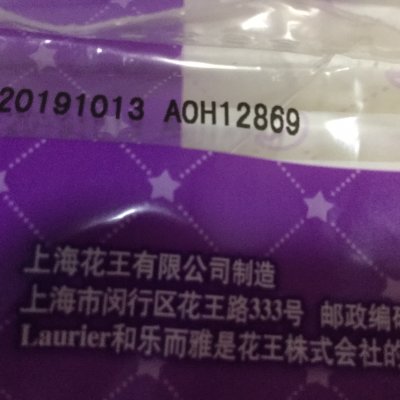 20191013 AOH12869
上海花王有限公司制造
上海市闵行区花王路333号 邮政编码
Laurier和乐而雅是花王株式会社的